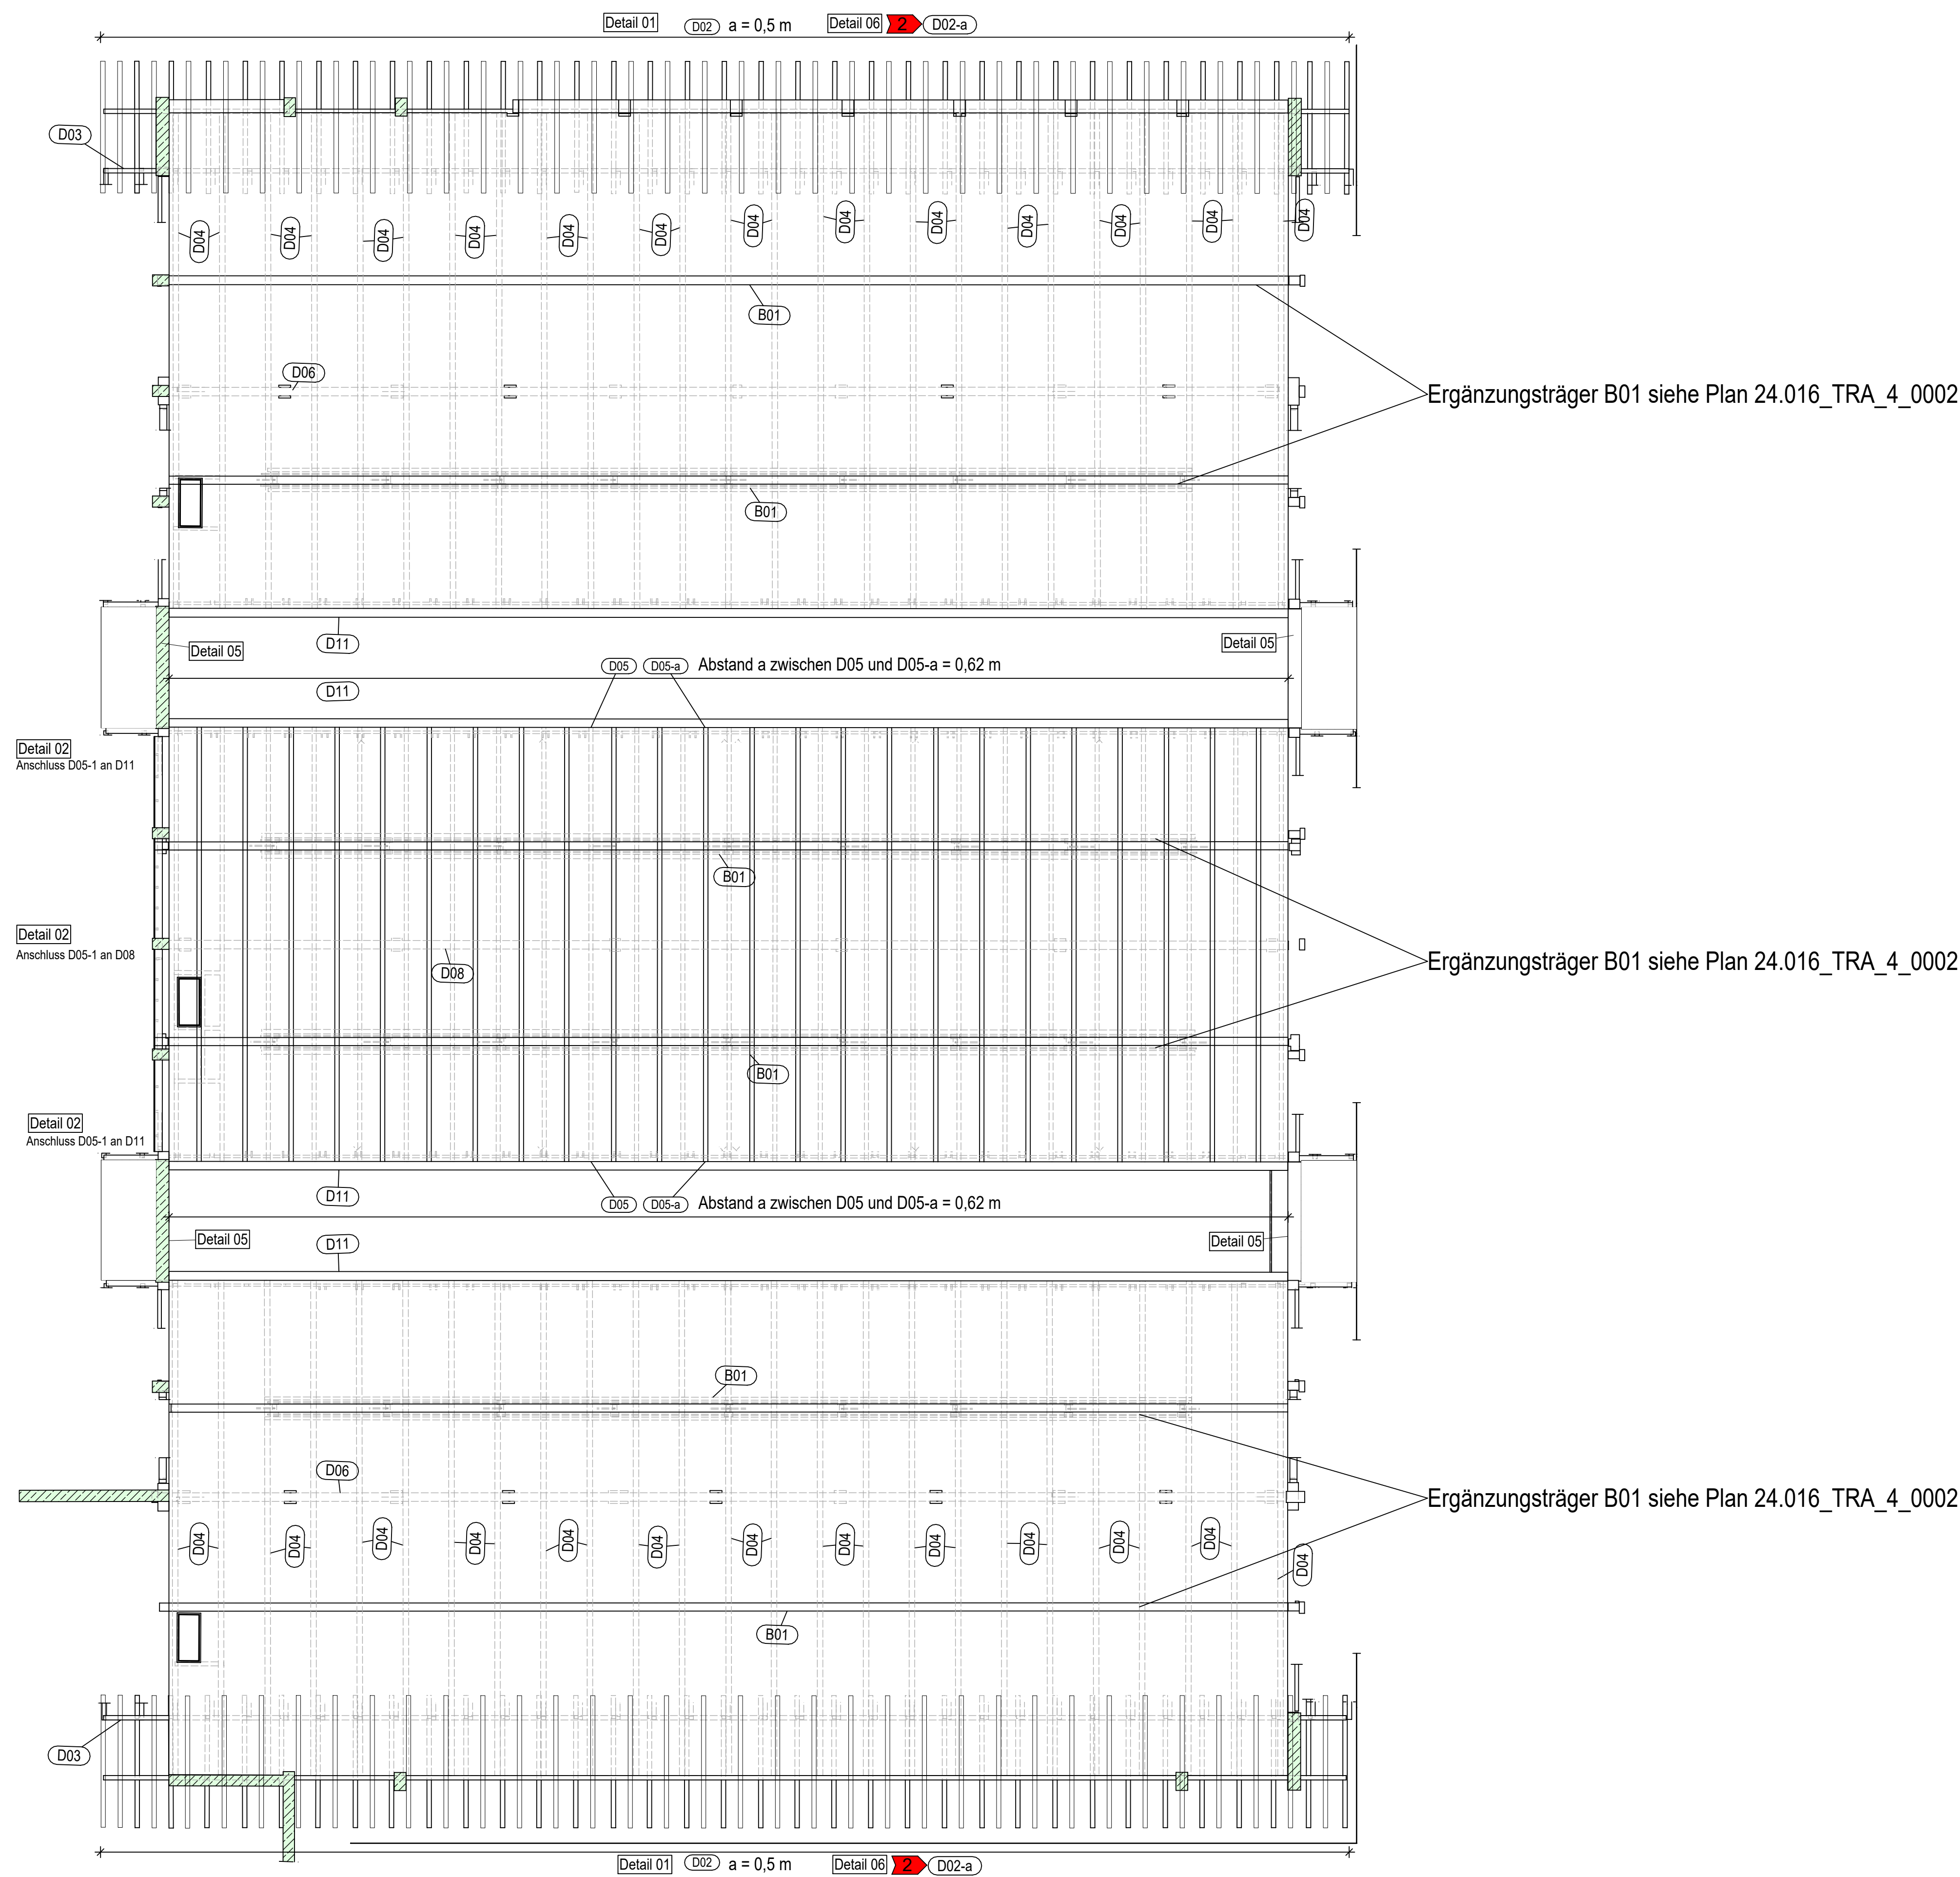 Detail 01 D02 a = 0,5 m Detail 06 2 D02-a
D03
D04 D04 D04 D04 D04 D04 D04 D04 D04 D04 D04 D04 D04
B01
D06
Ergänzungsträger B01 siehe Plan 24.016_TRA_4_0002
B01
D11
Detail 05
Detail 05
D05 D05-a Abstand a zwischen D05 und D05-a = 0,62 m
D11
Detail 02
Anschluss D05-1 an D11
B01
Detail 02
Anschluss D05-1 an D08
D08
Ergänzungsträger B01 siehe Plan 24.016_TRA_4_0002
B01
Detail 02
Anschluss D05-1 an D11
D11
D05 D05-a Abstand a zwischen D05 und D05-a = 0,62 m
Detail 05
Detail 05
D11
B01
D06
Ergänzungsträger B01 siehe Plan 24.016_TRA_4_0002
D04 D04 D04 D04 D04 D04 D04 D04 D04 D04 D04 D04 D04
B01
D03
Detail 01 D02 a = 0,5 m Detail 06 2 D02-a